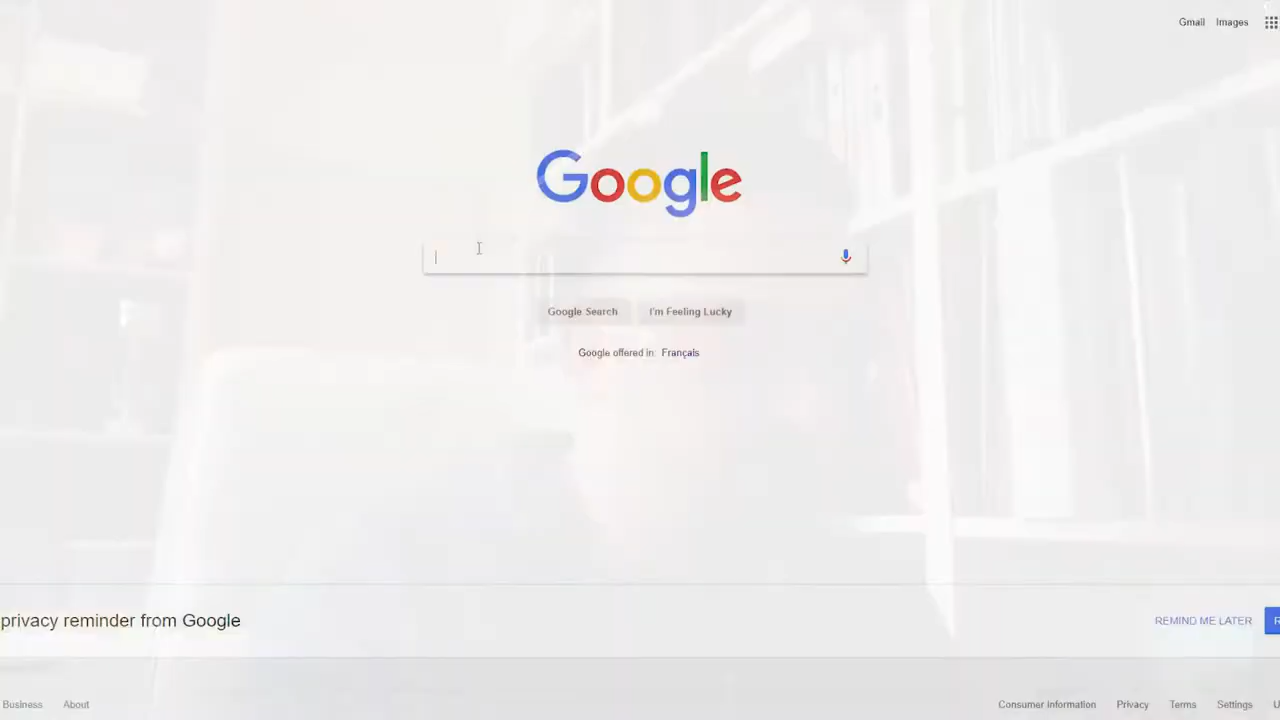 Gmail Images
Google
Google Search I'm Feeling Lucky
Google offered in: Français
privacy reminder from Google
REMIND ME LATER
Business About
Consumer information Privacy Terms Settings